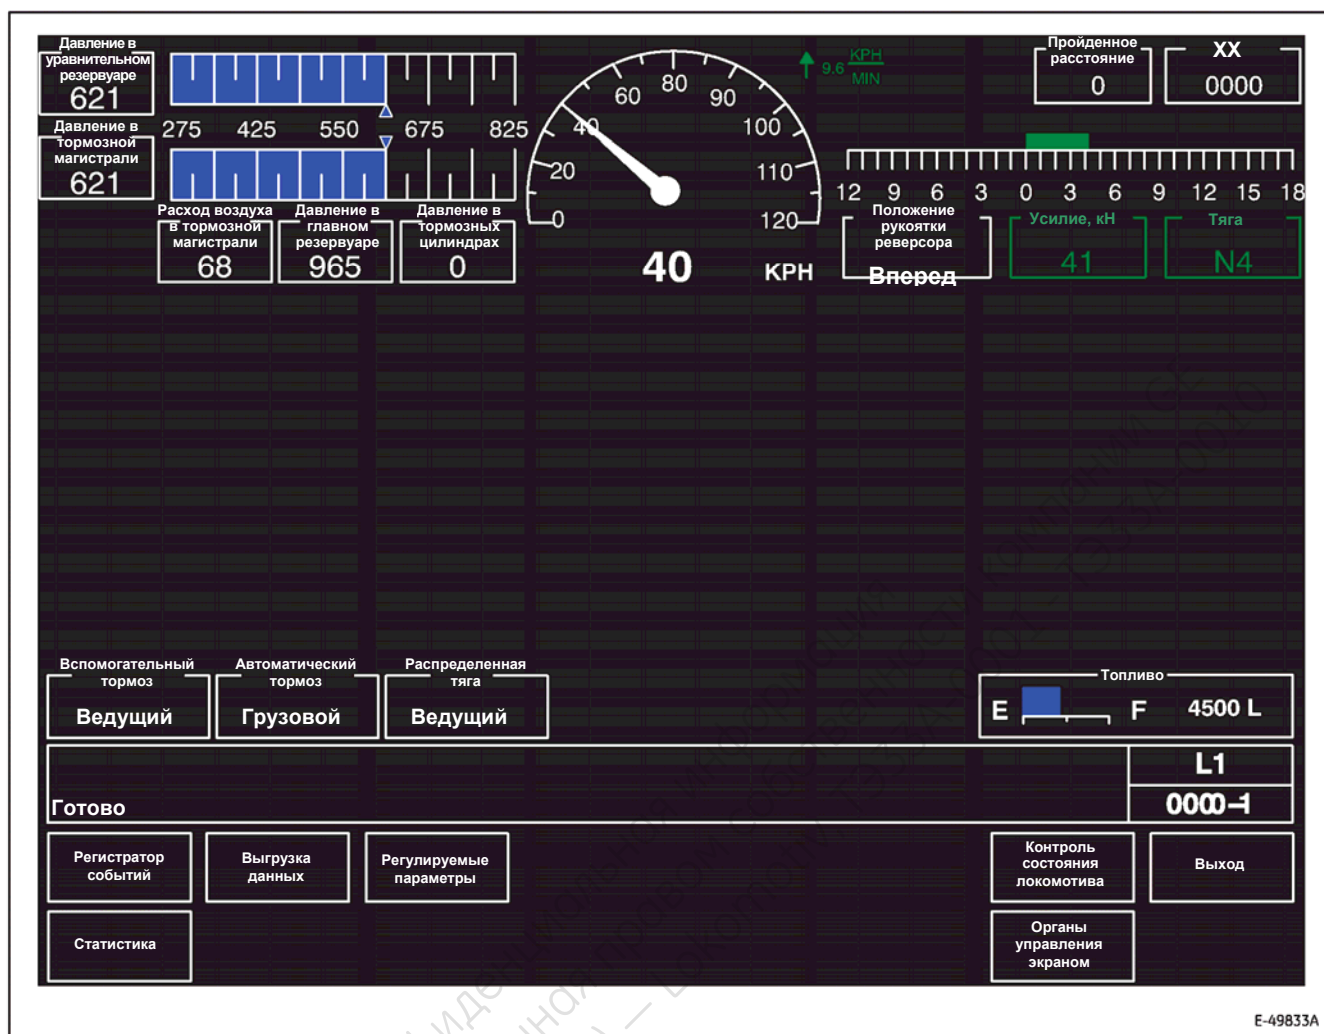 Давление в
уравнительном
резервуаре
621
Давление в
тормозной
магистрали
621
275 425 550 675 825
Расход воздуха
в тормозной
магистрали
68
Давление в
главном
резервуаре
965
Давление в
тормозных
цилиндрах
0
0 20 40 60 80 90 100 110 120
40 KPH
9.6 KPH
MIN
Пройденное
расстояние
0
XX
0000
12 9 6 3 0 3 6 9 12 15 18
Положение
рукоятки
реверсора
Вперед
Усилие, кН
41
Тяга
N4
Вспомогательный
тормоз
Ведущий
Автоматический
тормоз
Грузовой
Распределенная
тяга
Ведущий
Топливо
E F 4500 L
L1
Готово
0000-1
Регистратор
событий
Выгрузка
данных
Регулируемые
параметры
Контроль
состояния
локомотива
Выход
Статистика
Органы
управления
экраном
E-49833A